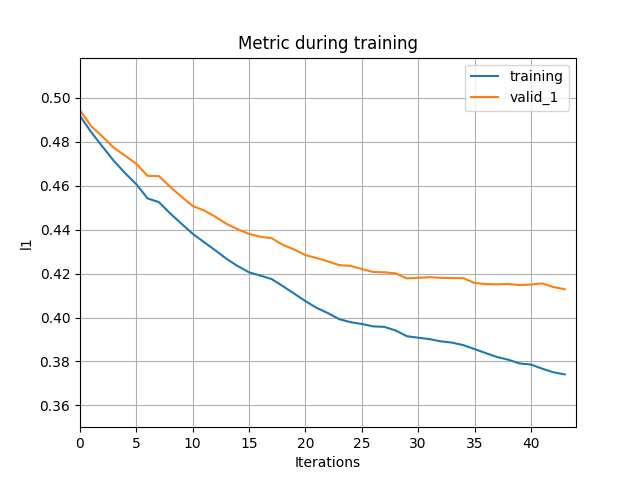 Metric during training
training
valid_1
0.50
0.48
0.46
0.44
0.42
0.40
0.38
0.36
l1
0 5 10 15 20 25 30 35 40
Iterations